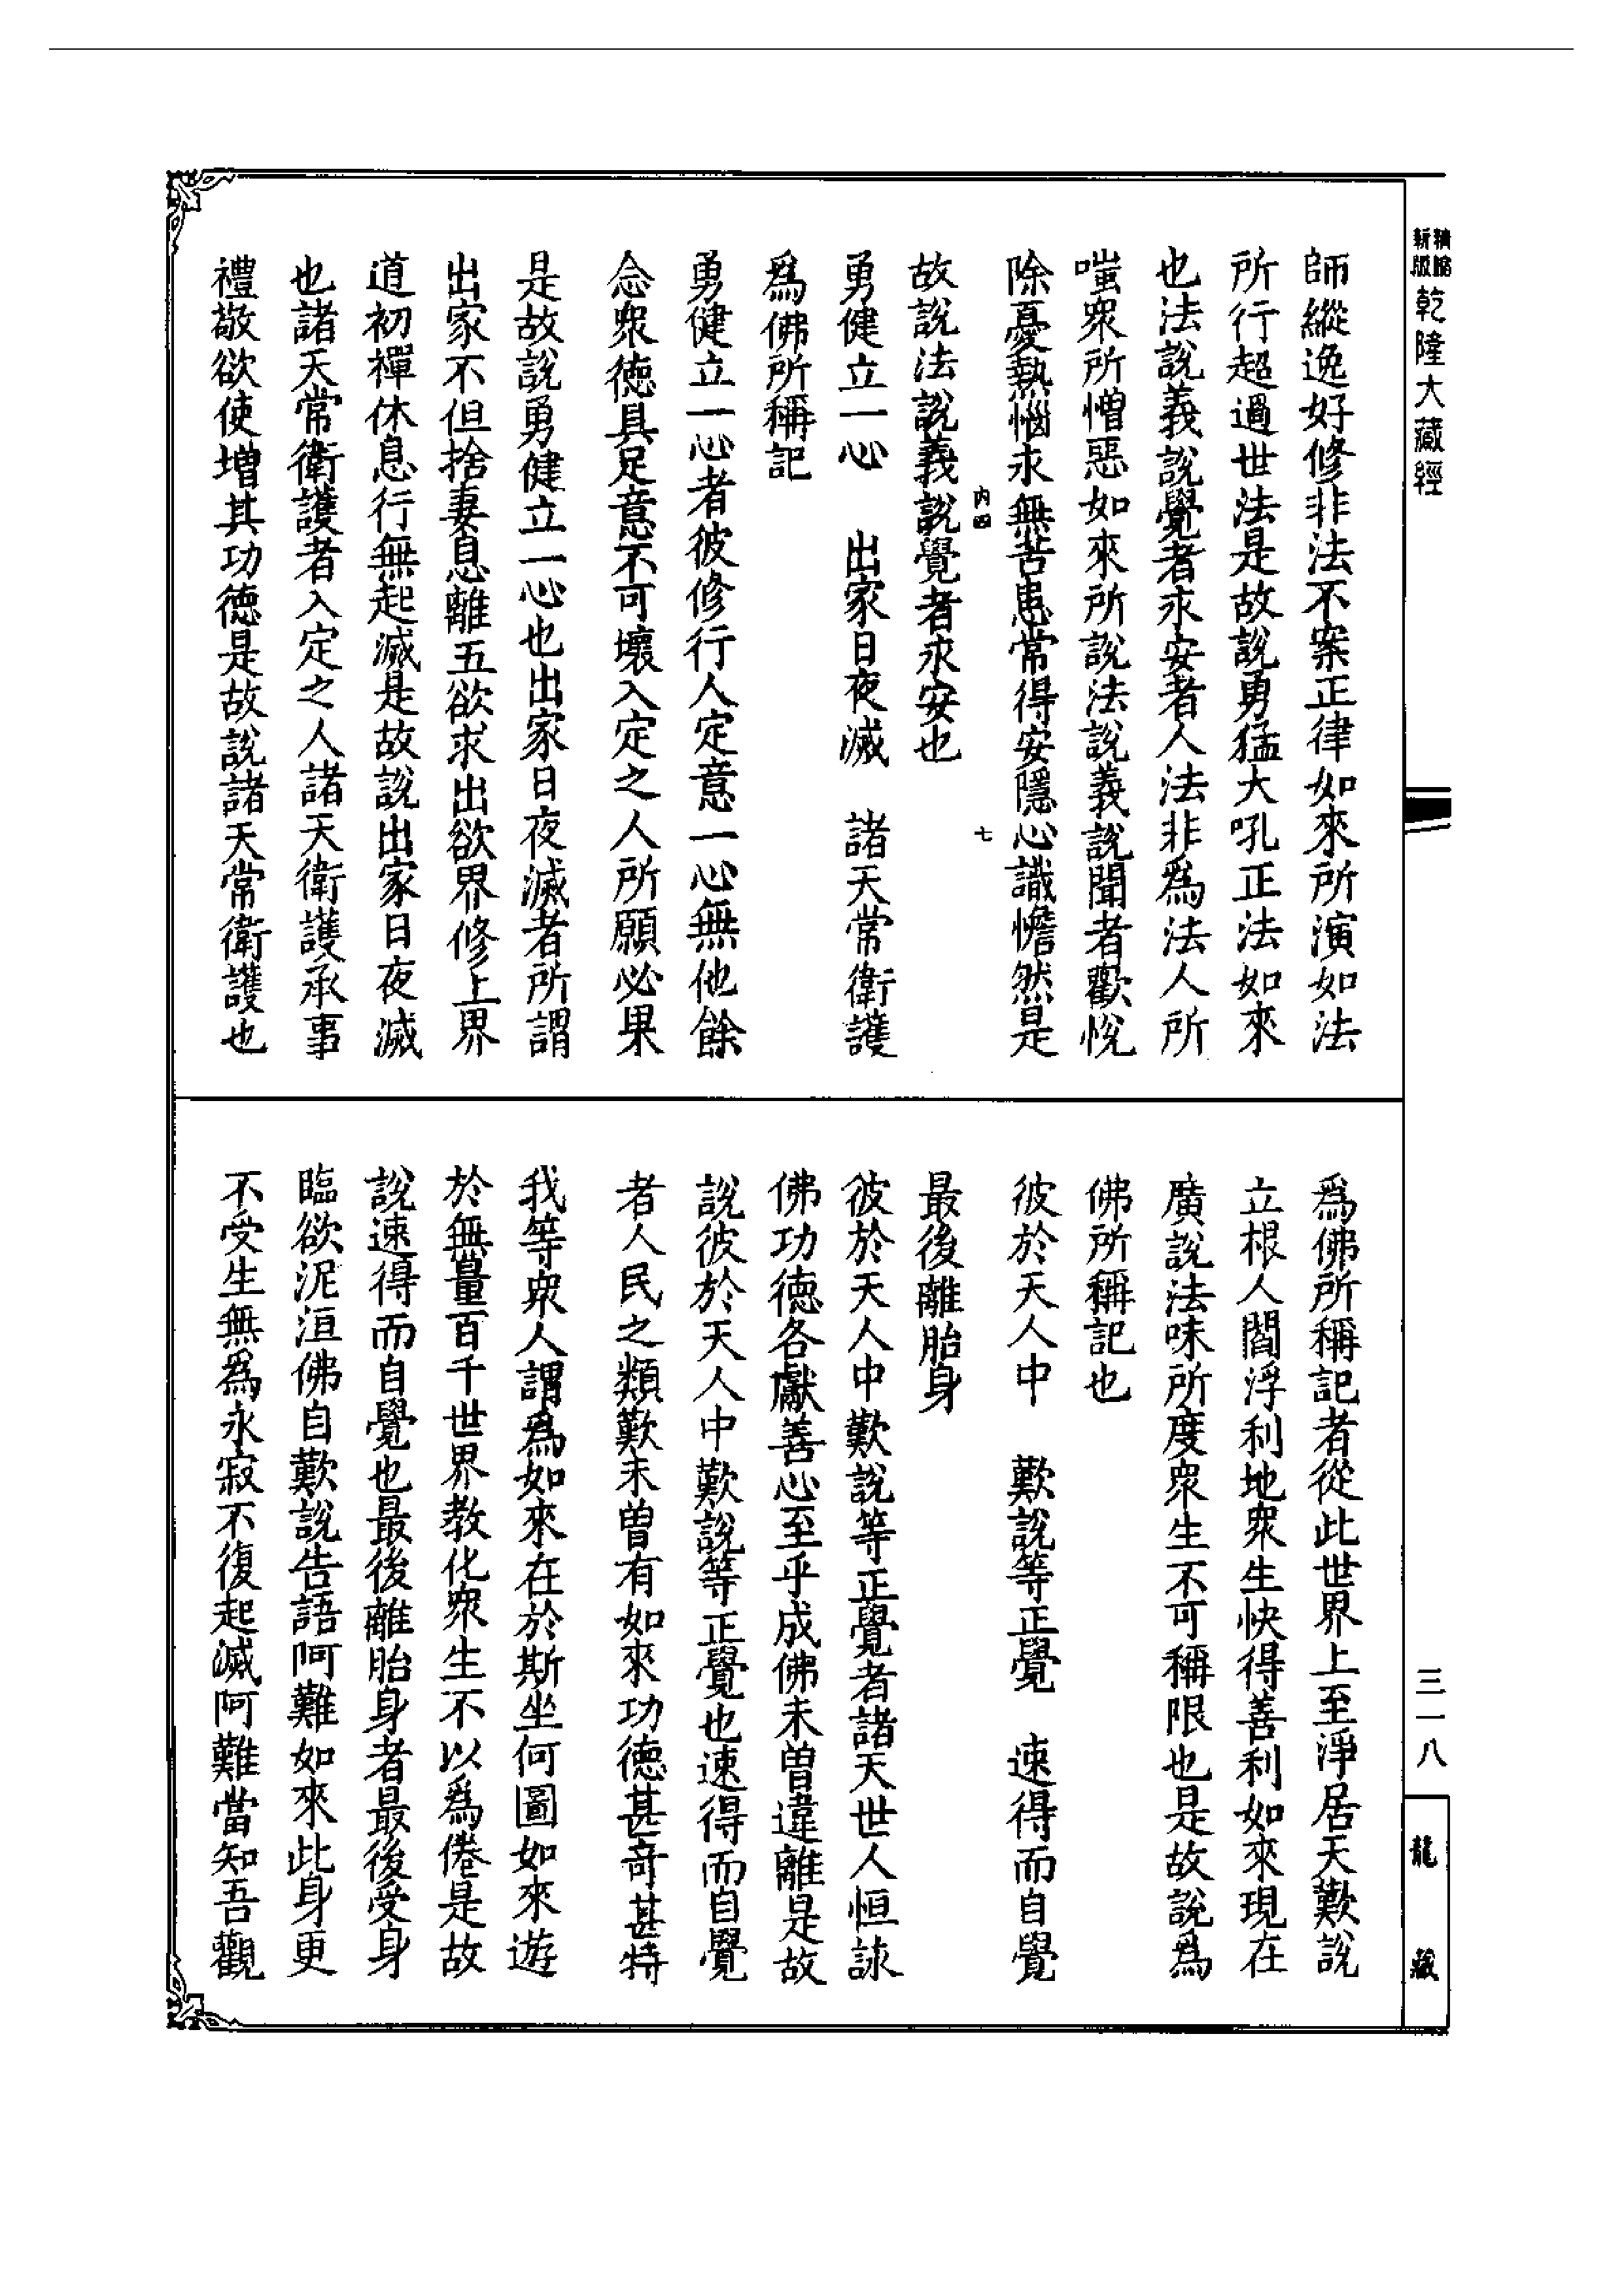 精縮新版乾隆大藏經
師縱逸好修非法不案正律如來所演如法
所行超過世法是故說勇猛大吼正法如來
也法說義說覺者永安者人法非爲法人所
嗤衆所憎惡如來所說法說義說聞者歡悅
除憂熱惱永無苦患常得安隱心識憺然是
内四 七
故說法說義說覺者永安也
勇健立一心 出家日夜滅 諸天常衛護
爲佛所稱記
勇健立一心者彼修行人定意一心無他餘
念衆德具足意不可壞入定之人所願必果
是故說勇健立一心也出家日夜滅者所謂
出家不但捨妻息離五欲求出欲界修上界
道初禪休息行無起滅是故說出家日夜滅
也諸天常衛護者入定之人諸天衛護承事
禮敬欲使增其功德是故說諸天常衛護也
爲佛所稱記者從此世界上至淨居天歎說
立根人閻浮利地衆生快得善利如來現在
廣說法味所度衆生不可稱限也是故說爲
佛所稱記也
彼於天人中 歎說等正覺 速得而自覺
最後離胎身
彼於天人中歎說等正覺者諸天世人恒詠
佛功德各獻善心至乎成佛未曾違離是故
說彼於天人中歎說等正覺也速得而自覺
者人民之類歎未曾有如來功德甚奇甚特
我等衆人謂爲如來在於斯坐何圖如來遊
於無量百千世界教化衆生不以爲倦是故
說速得而自覺也最後離胎身者最後受身
臨欲泥洹佛自歎說告語阿難如來此身更
不受生無爲永寂不復起滅阿難當知吾觀
三一八
龍藏